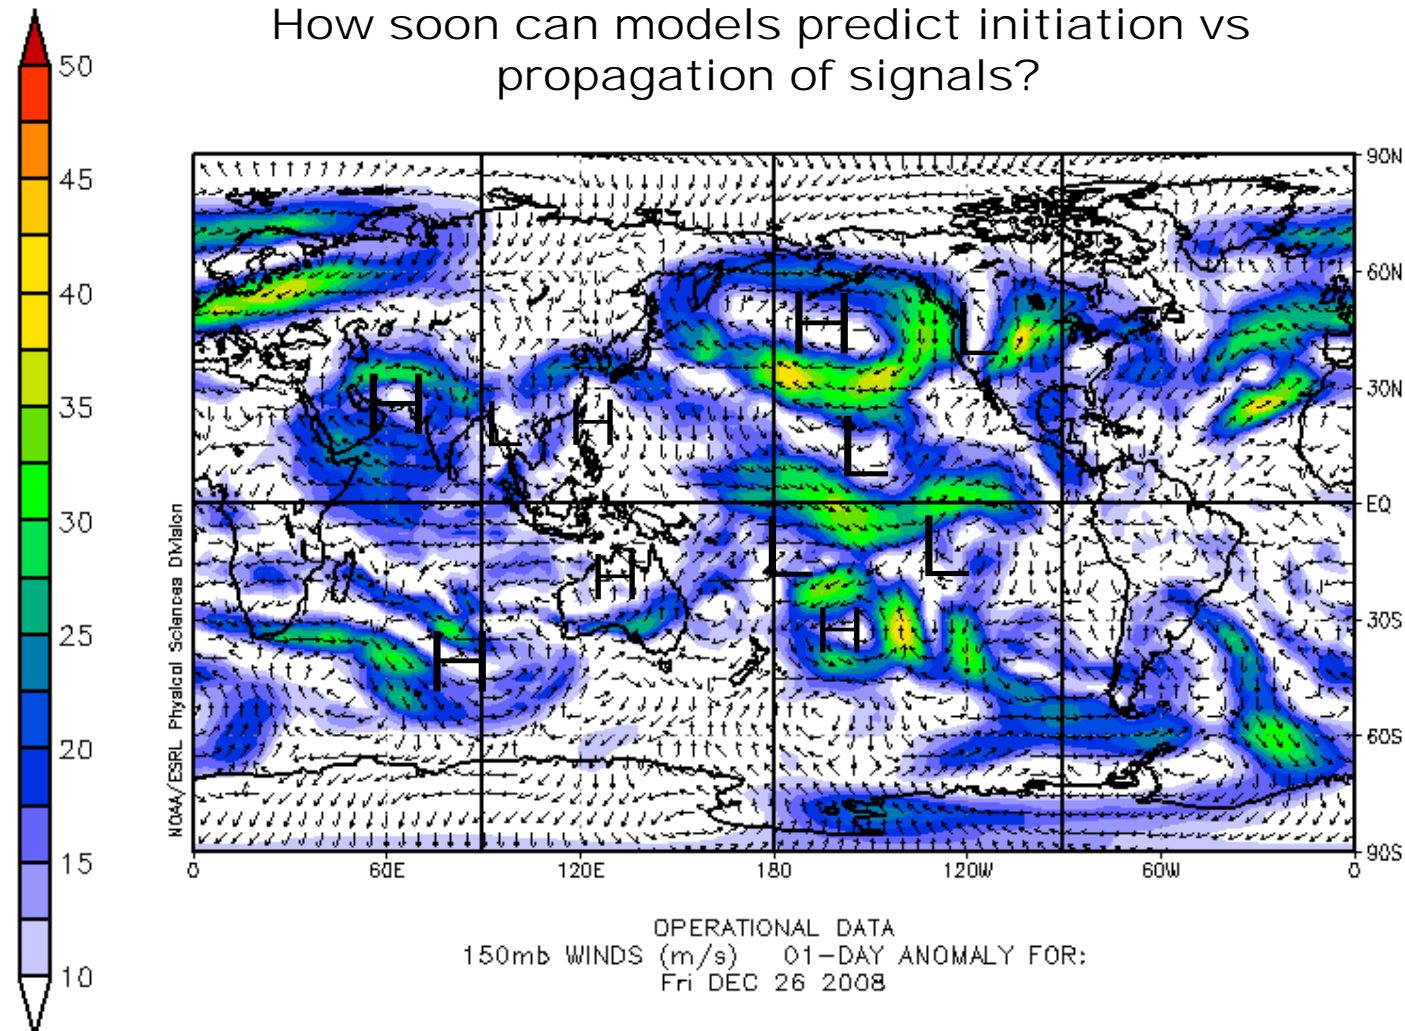 How soon can models predict initiation vs
propagation of signals?
50
45
40
35
30
25
20
15
10
NOAA/ESRL Physical Sciences Division
90N
60N
30N
EQ
30S
60S
90S
H
L
H
L
H
L
H
L
L
H
H
0
60E
120E
180
120W
60W
0
OPERATIONAL DATA
150mb WINDS (m/s) 01-DAY ANOMALY FOR:
Fri DEC 26 2008